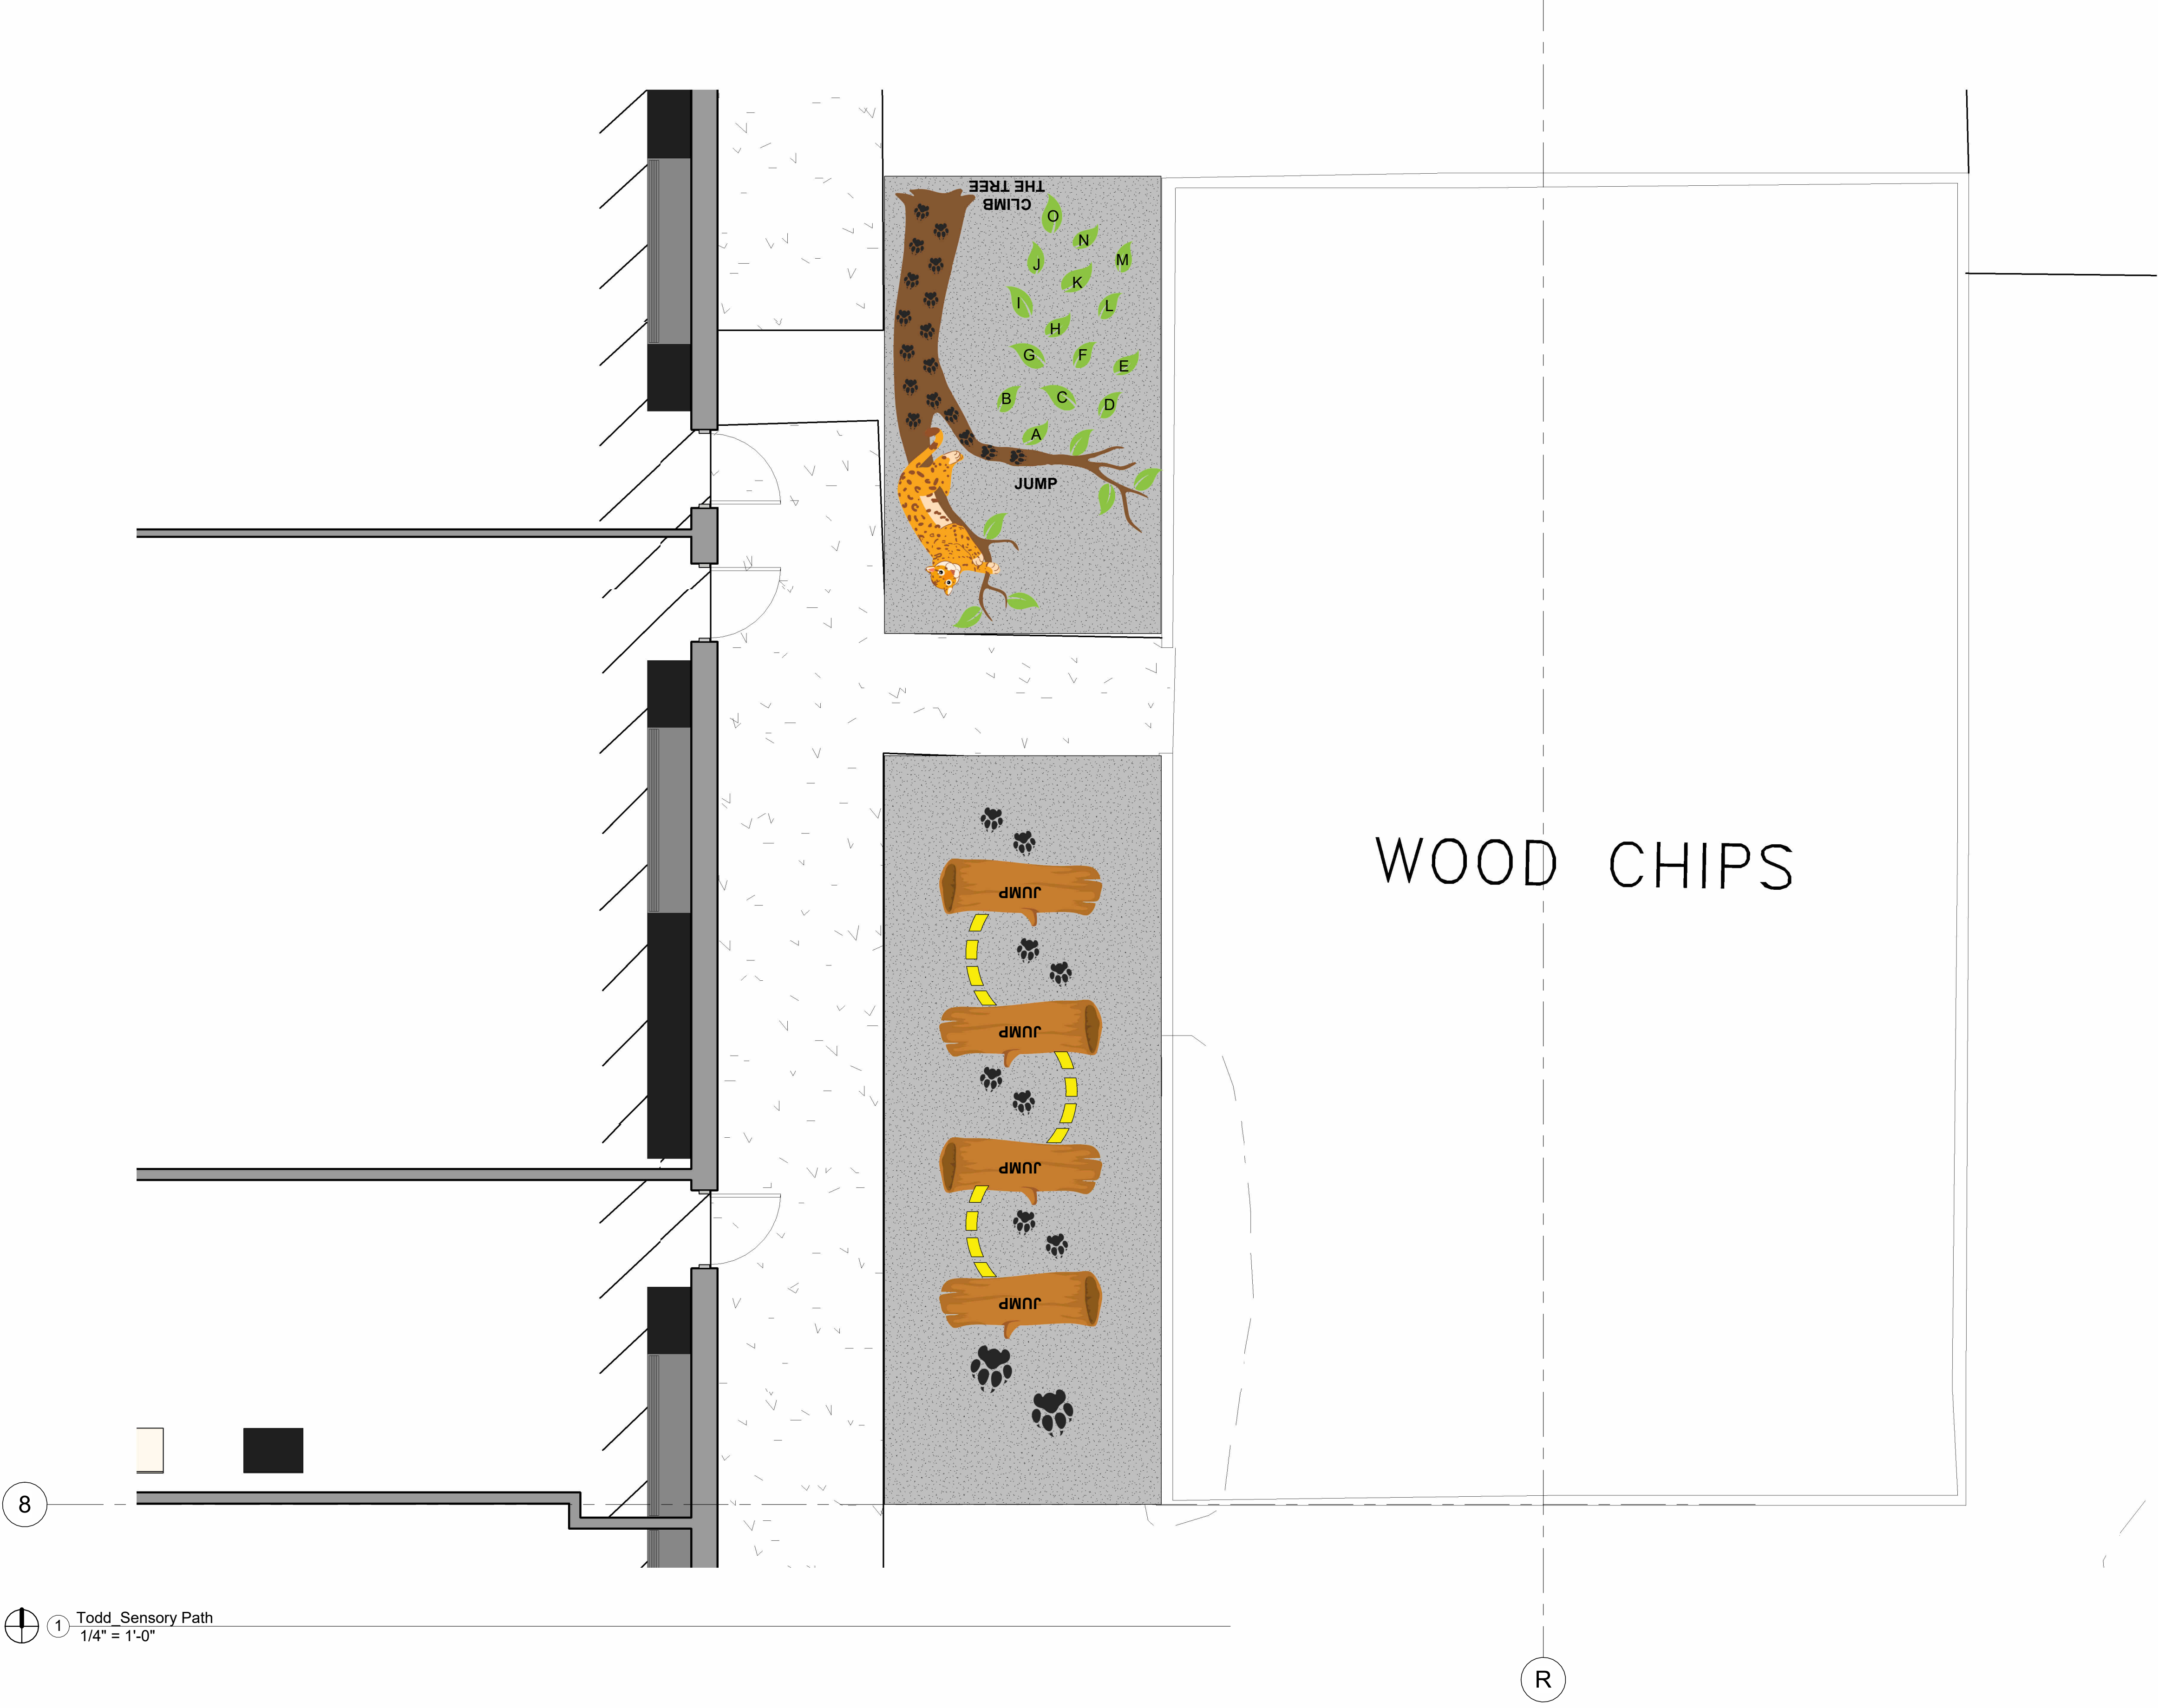 CLIMB
THE TREE
O
N
M
J
K
I
L
H
G
F
E
B
C
D
A
JUMP
JUMP
JUMP
JUMP
JUMP
WOOD CHIPS
8
1
Todd_Sensory Path
1/4" = 1'-0"
R